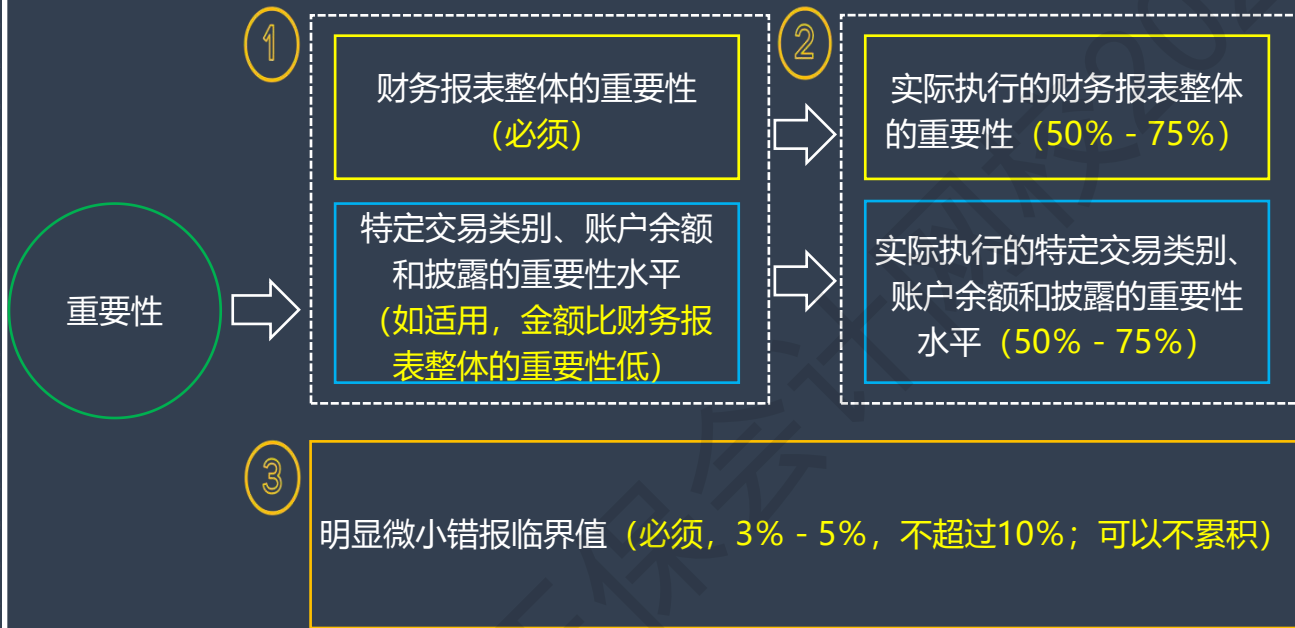 ①
财务报表整体的重要性
（必须）
②
实际执行的财务报表整体
的重要性（50% - 75%）
重要性
特定交易类别、账户余额
和披露的重要性水平
（如适用，金额比财务报
表整体的重要性低）
实际执行的特定交易类别、
账户余额和披露的重要性
水平（50% - 75%）
③
明显微小错报临界值（必须，3% - 5%，不超过10%；可以不累积）